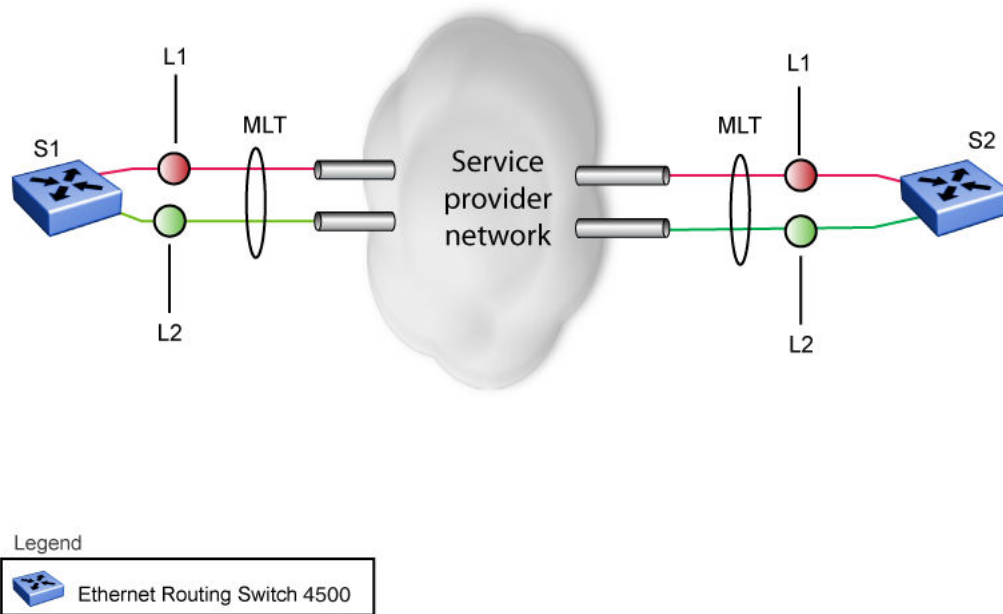 L1
L1
MLT
MLT
S1
S2
Service
provider
network
L2
L2
Legend
Ethernet Routing Switch 4500